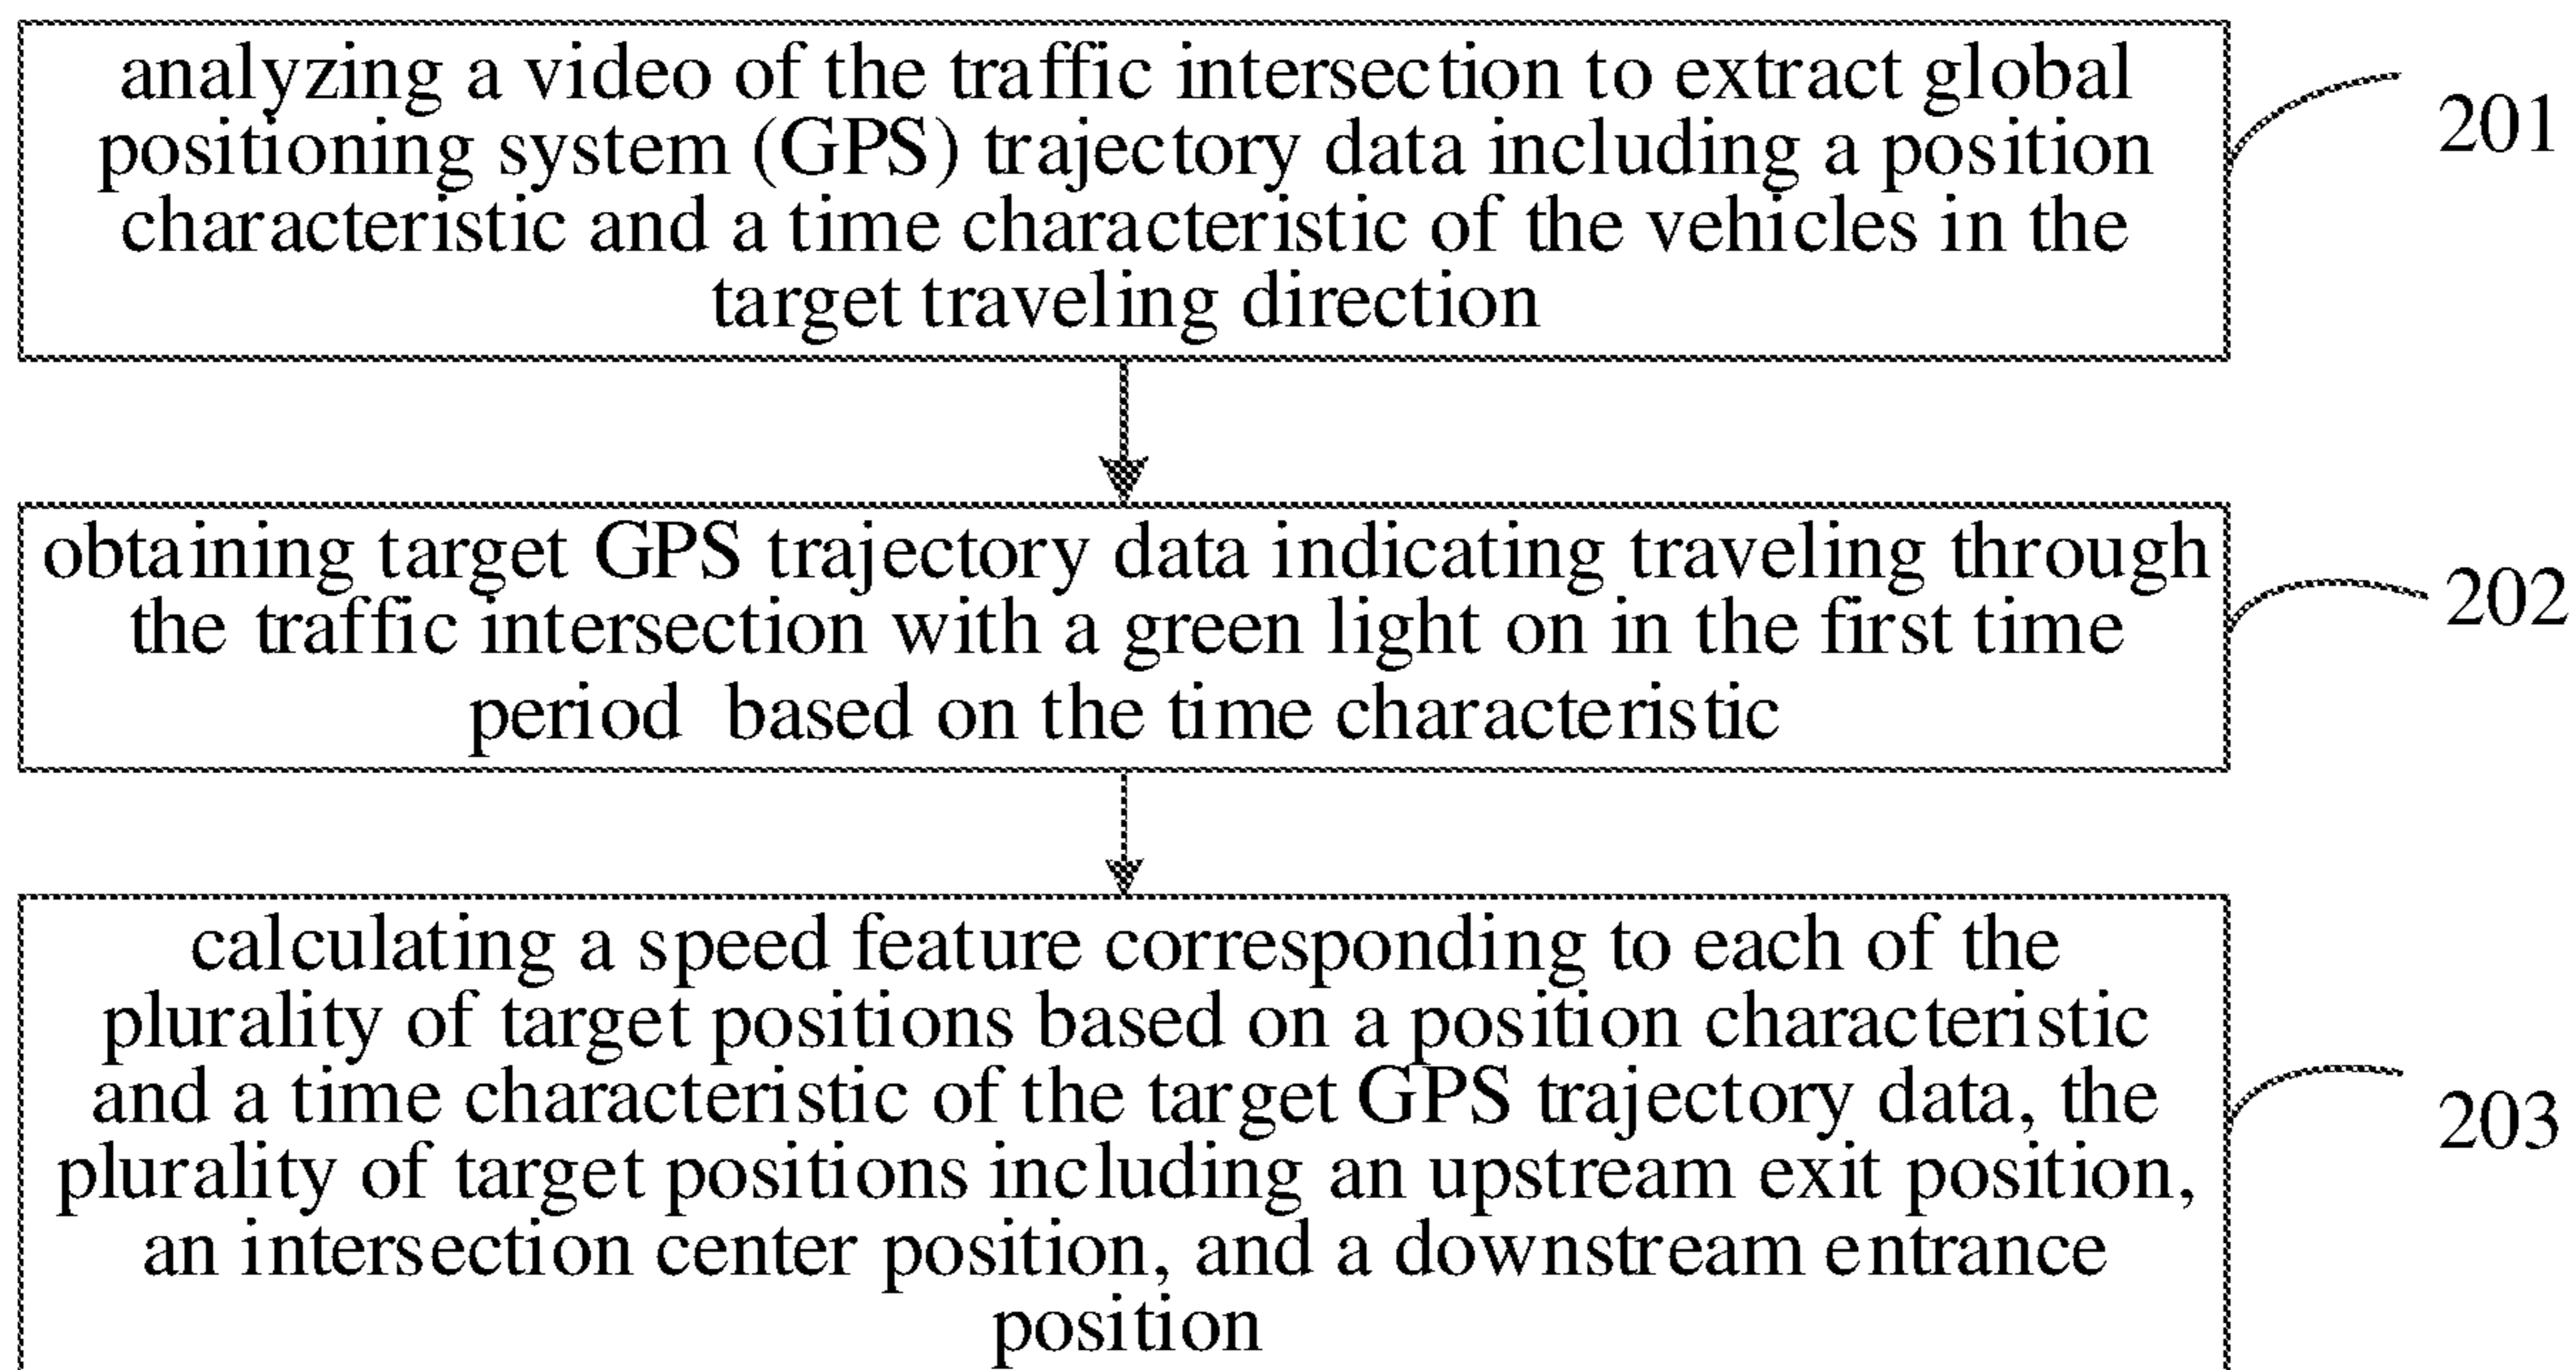 analyzing a video of the traffic intersection to extract global
positioning system (GPS) trajectory data including a position
characteristic and a time characteristic of the vehicles in the
target traveling direction
201
obtaining target GPS trajectory data indicating traveling through
the traffic intersection with a green light on in the first time
period based on the time characteristic
202
calculating a speed feature corresponding to each of the
plurality of target positions based on a position characteristic
and a time characteristic of the target GPS trajectory data, the
plurality of target positions including an upstream exit position,
an intersection center position, and a downstream entrance
position
203